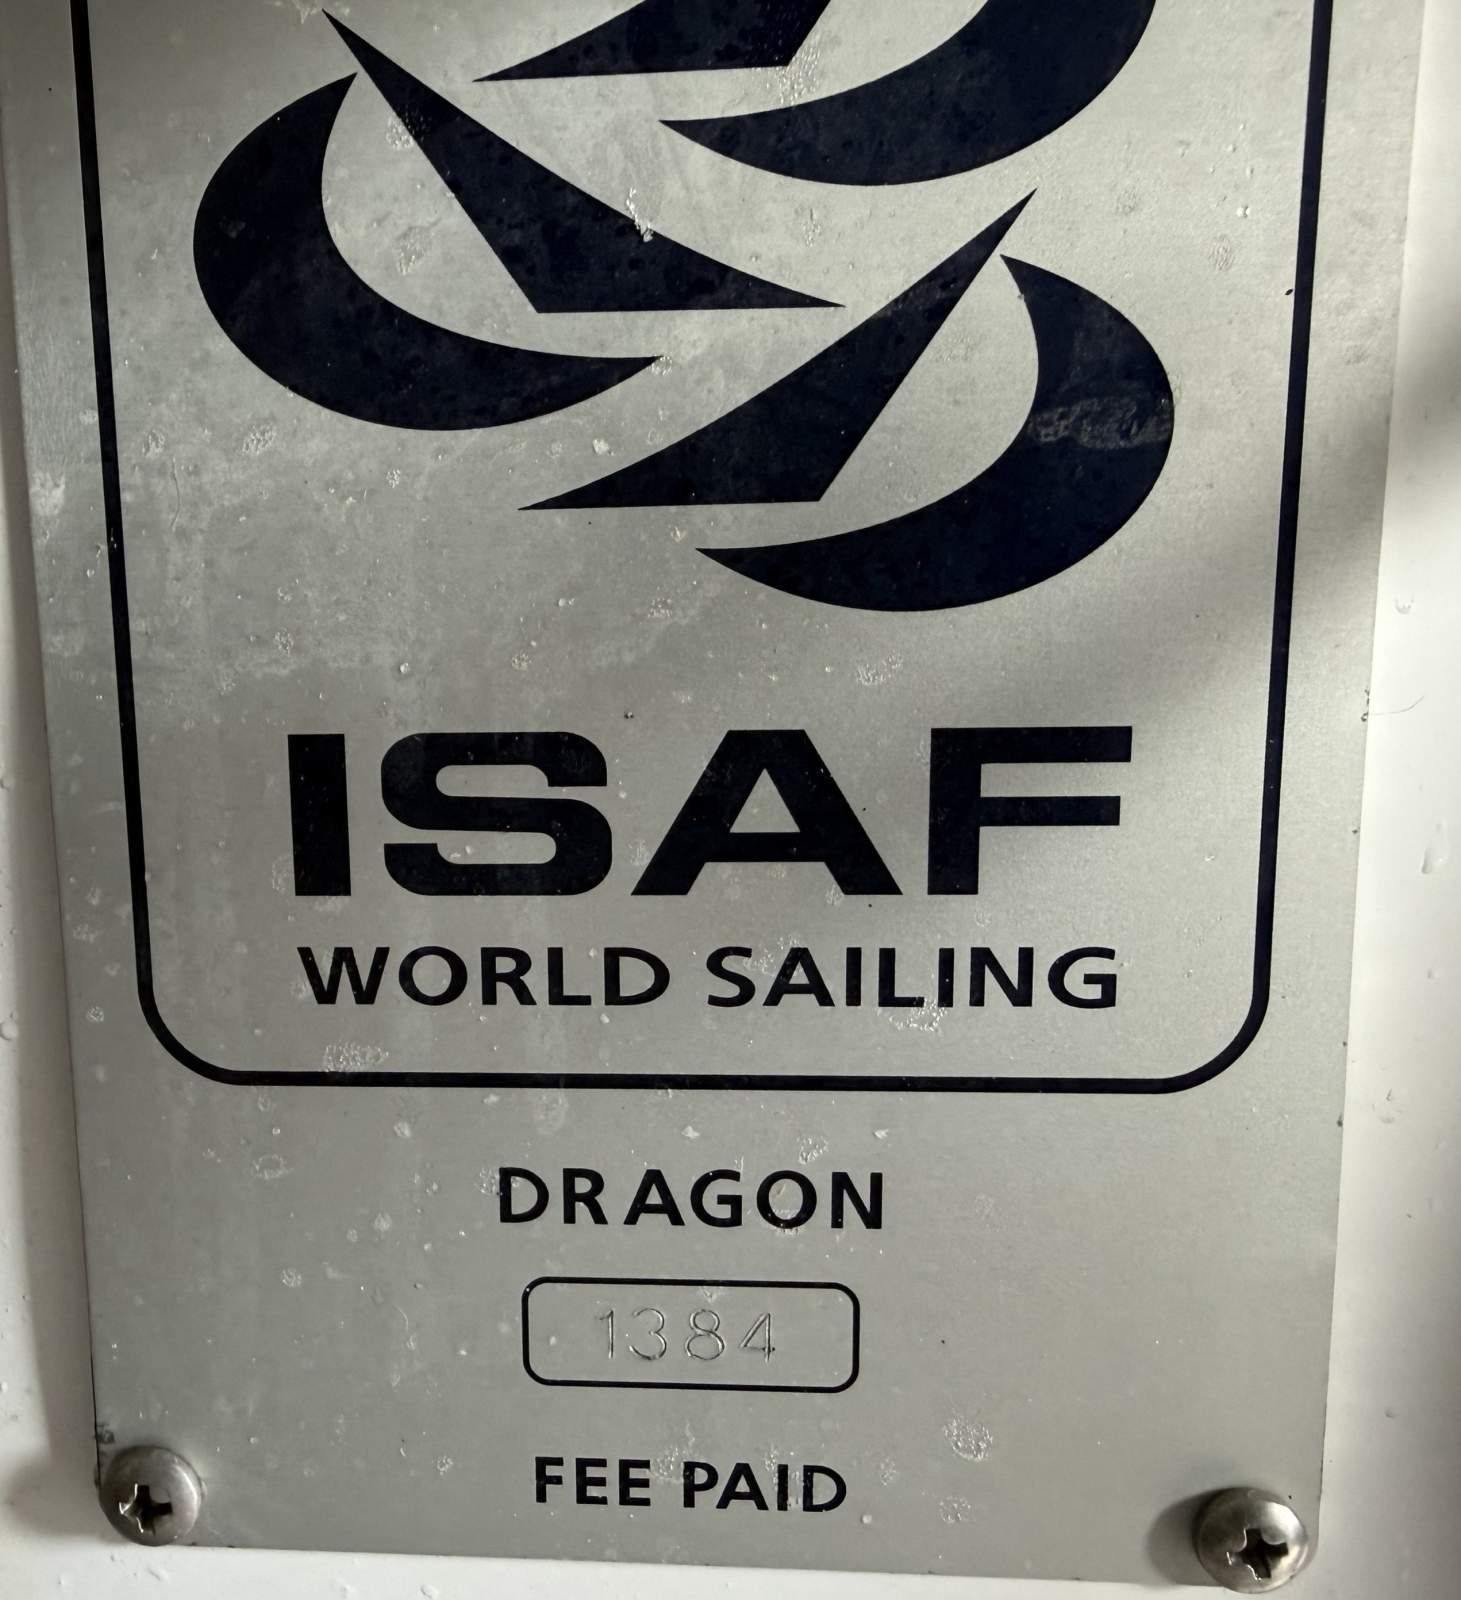 ISAF
WORLD SAILING
DRAGON
1384
FEE PAID